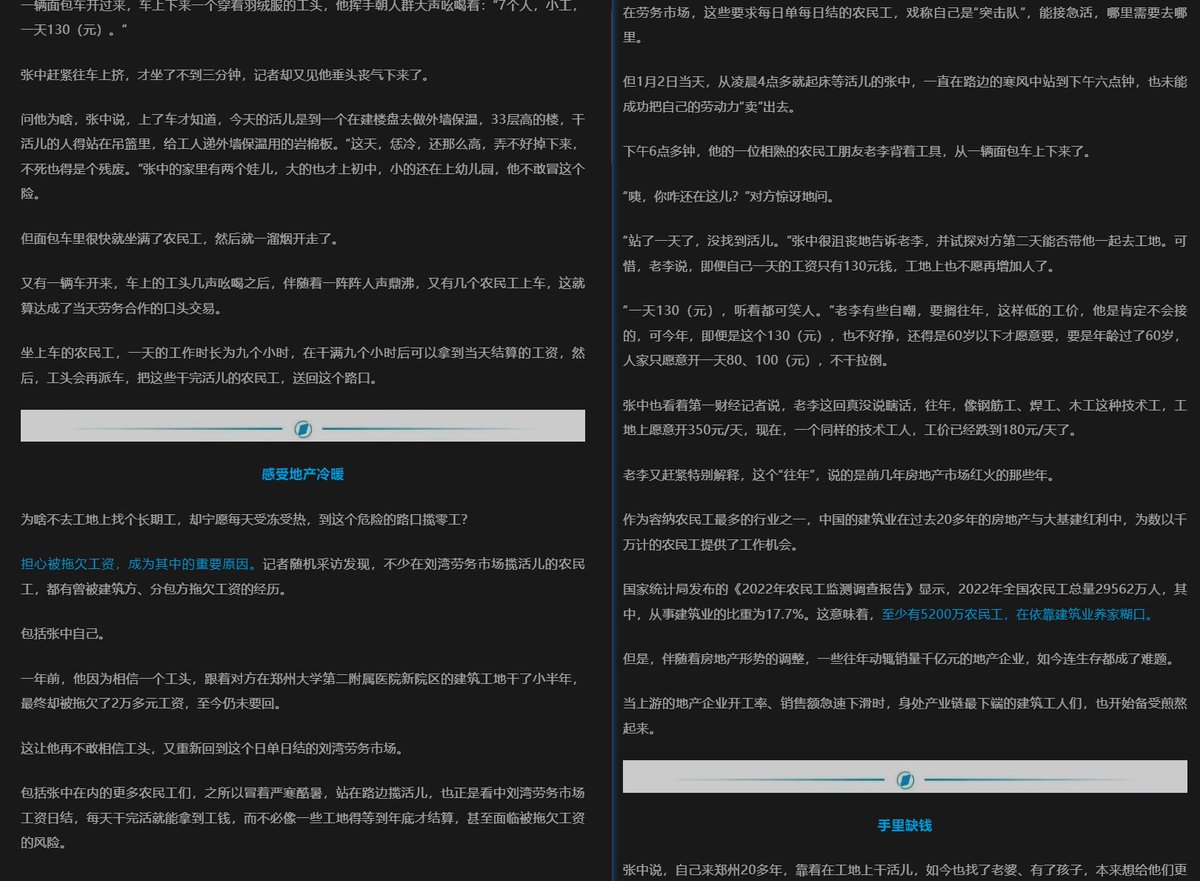 一辆面包车开过来，车上下来一个穿着羽绒服的工头，他挥手朝人群大声吆喝着：“7个人，小工，
一天130（元）。”
张中赶紧往车上挤，才坐了不到三分钟，记者却又见他垂头丧气下来了。
问他为啥，张中说，上了车才知道，今天的活儿是到一个在建楼盘去做外墙保温，33层高的楼，干
活儿的人得站在吊篮里，给工人递外墙保温用的岩棉板。“这天，恁冷，还那么高，弄不好掉下来，
不死也得是个残废。”张中的家里有两个娃儿，大的也才上初中，小的还在上幼儿园，他不敢冒这个
险。
但面包车里很快就坐满了农民工，然后就一溜烟开走了。
又有一辆车开来，车上的工头几声吆喝之后，伴随着一阵阵人声鼎沸，又有几个农民工上车，这就
算达成了当天劳务合作的口头交易。
坐上车的农民工，一天的工作时长为九个小时，在干满九个小时后可以拿到当天结算的工资，然
后，工头会再派车，把这些干完活儿的农民工，送回这个路口。
感受地产冷暖
为啥不去工地上找个长期工，却宁愿每天受冻受热，到这个危险的路口揽零工？
担心被拖欠工资，成为其中的重要原因。记者随机采访发现，不少在刘湾劳务市场揽活儿的农民
工，都有曾被建筑方、分包方拖欠工资的经历。
包括张中自己。
一年前，他因为相信一个工头，跟着对方在郑州大学第二附属医院新院区的建筑工地干了小半年，
最终却被拖欠了2万多元工资，至今仍未要回。
这让他再不敢相信工头，又重新回到这个日单日结的刘湾劳务市场。
包括张中在内的更多农民工们，之所以冒着严寒酷暑，站在路边揽活儿，也正是看中刘湾劳务市场
工资日结，每天干完活就能拿到工钱，而不必像一些工地得等到年底才结算，甚至面临被拖欠工资
的风险。
在劳务市场，这些要求每日单每日结的农民工，戏称自己是“突击队”，能接急活，哪里需要去哪
里。
但1月2日当天，从凌晨4点多就起床等活儿的张中，一直在路边的寒风中站到下午六点钟，也未能
成功把自己的劳动力“卖”出去。
下午6点多钟，他的一位相熟的农民工朋友老李背着工具，从一辆面包车上下来了。
“咦，你咋还在这儿？”对方惊讶地问。
“站了一天了，没找到活儿。”张中很沮丧地告诉老李，并试探对方第二天能否带他一起去工地。可
惜，老李说，即便自己一天的工资只有130元钱，工地上也不愿再增加人了。
“一天130（元），听着都可笑人。”老李有些自嘲，要搁往年，这样低的工价，他是肯定不会接
的，可今年，即便是这个130（元），也不好挣，还得是60岁以下才愿意要，要是年龄过了60岁，
人家只愿意开一天80、100（元），不干拉倒。
张中也看着第一财经记者说，老李这回真没说瞎话，往年，像钢筋工、焊工、木工这种技术工，工
地上愿意开350元/天，现在，一个同样的技术工人，工价已经跌到180元/天了。
老李又赶紧特别解释，这个“往年”，说的是前几年房地产市场红火的那些年。
作为容纳农民工最多的行业之一，中国的建筑业在过去20多年的房地产与大基建红利中，为数以千
万计的农民工提供了工作机会。
国家统计局发布的《2022年农民工监测调查报告》显示，2022年全国农民工总量29562万人，其
中，从事建筑业的比重为17.7%。这意味着，至少有5200万农民工，在依靠建筑业养家糊口。
但是，伴随着房地产形势的调整，一些往年动辄销量千亿元的地产企业，如今连生存都成了难题。
当上游的地产企业开工率、销售额急速下滑时，身处产业链最下端的建筑工人们，也开始备受煎熬
起来。
手里缺钱
张中说，自己来郑州20多年，靠着在工地上干活儿，如今也找了老婆、有了孩子，本来想给他们更